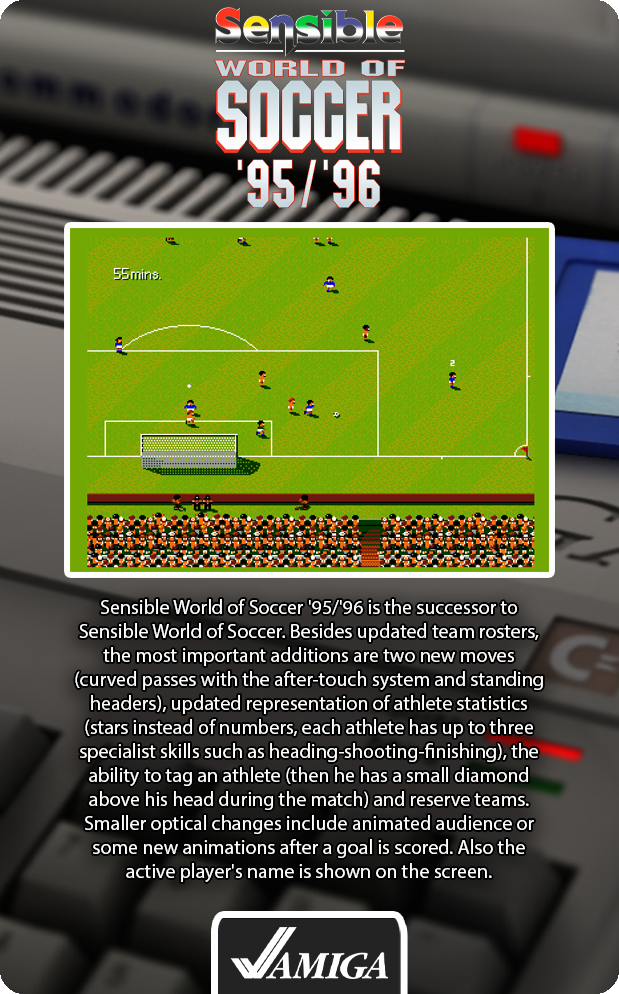 Sensible
WORLD OF
SOCCER
'95/'96
55mins.
2
Sensible World of Soccer '95/'96 is the successor to
Sensible World of Soccer. Besides updated team rosters,
the most important additions are two new moves
(curved passes with the after-touch system and standing
headers), updated representation of athlete statistics
(stars instead of numbers, each athlete has up to three
specialist skills such as heading-shooting-finishing), the
ability to tag an athlete (then he has a small diamond
above his head during the match) and reserve teams.
Smaller optical changes include animated audience or
some new animations after a goal is scored. Also the
active player's name is shown on the screen.
AMIGA